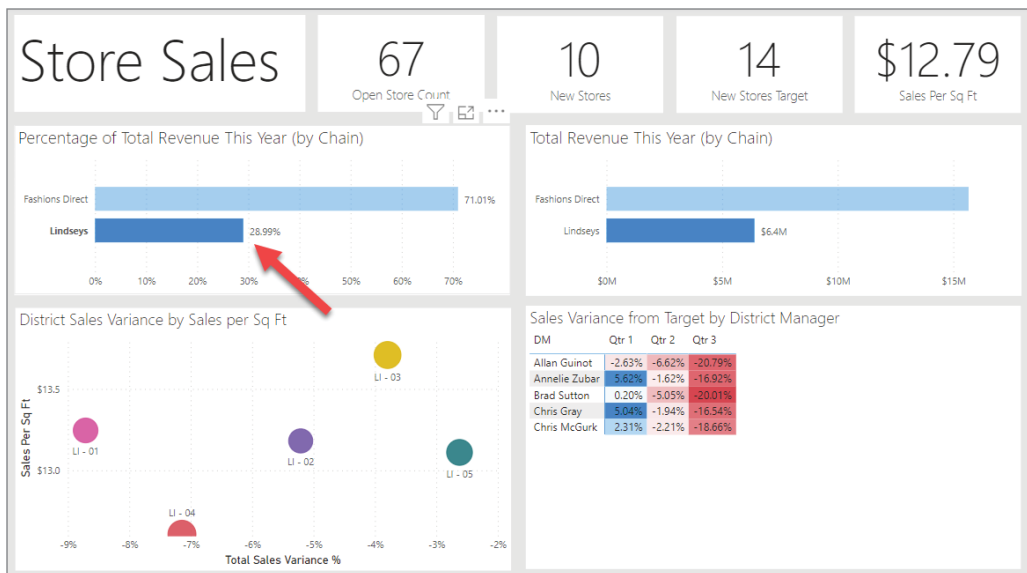 Store Sales
67
Open Store Count
10
New Stores
14
New Stores Target
$12.79
Sales Per Sq Ft
Percentage of Total Revenue This Year (by Chain)
Fashions Direct
71.01%
Lindseys
28.99%
0% 10% 20% 30% 50% 60% 70%
Total Revenue This Year (by Chain)
Fashions Direct
Lindseys
$6.4M
$0M $5M $10M $15M
District Sales Variance by Sales per Sq Ft
Sales Per Sq Ft
$13.5
$13.0
LI - 03
LI - 01
LI - 02
LI - 05
LI - 04
-9% -8% -7% -6% -5% -4% -3% -2%
Total Sales Variance %
Sales Variance from Target by District Manager
DM Qtr 1 Qtr 2 Qtr 3
Allan Guinot -2.63% -6.62% -20.79%
Annelie Zubar 5.62% -1.62% -16.92%
Brad Sutton 0.20% -5.05% -20.01%
Chris Gray 5.04% -1.94% -16.54%
Chris McGurk 2.31% -2.21% -18.66%